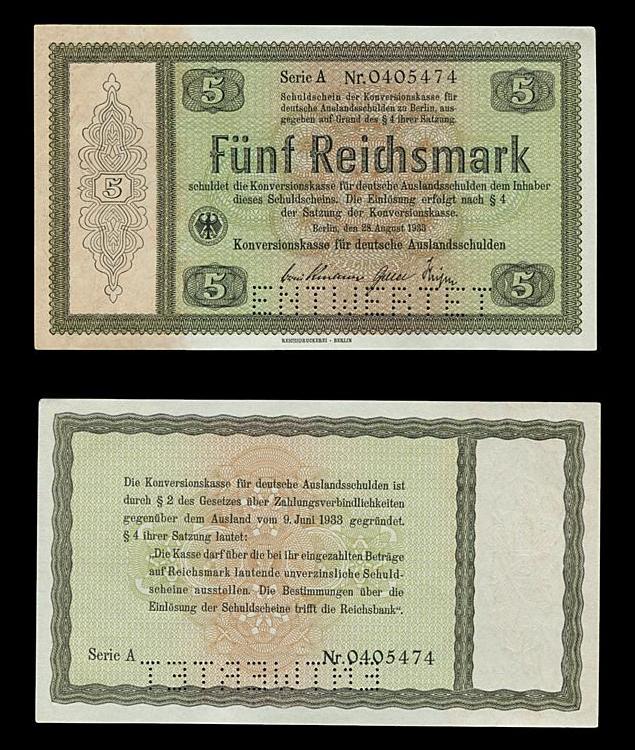 5 5
Serie A Nr. 0405474
Schuldschein der Konversionskasse für
deutsche Auslandsschulden zu Berlin, aus-
gegeben auf Grund des § 4 ihrer Satzung.
Fünf Reichsmark
schuldet die Konversionskasse für deutsche Auslandsschulden dem Inhaber
dieses Schuldscheins. Die Einlösung erfolgt nach § 4
der Satzung der Konversionskasse.
Berlin, den 28. August 1933
Konversionskasse für deutsche Auslandsschulden
5
5 5
ENTWERTET
REICHSDRUCKEREI · BERLIN
Die Konversionskasse für deutsche Auslandsschulden ist
durch § 2 des Gesetzes über Zahlungsverbindlichkeiten
gegenüber dem Ausland vom 9. Juni 1933 gegründet.
§ 4 ihrer Satzung lautet:
„Die Kasse darf über die bei ihr eingezahlten Beträge
auf Reichsmark lautende unverzinsliche Schuld-
scheine ausstellen. Die Bestimmungen über die
Einlösung der Schuldscheine trifft die Reichsbank“.
Serie A Nr. 0405474
ENTWERTET